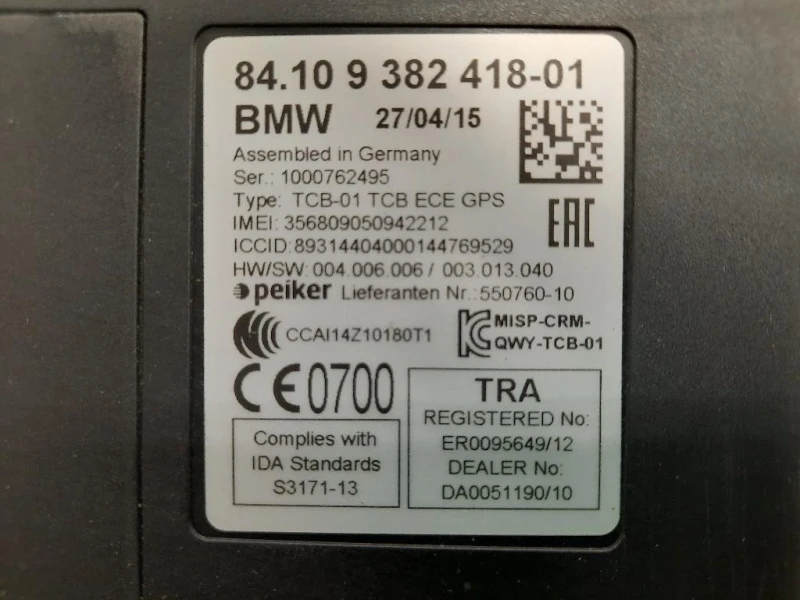 84.10 9 382 418-01
BMW 27/04/15
Assembled in Germany
Ser.: 1000762495
Type: TCB-01 TCB ECE GPS
IMEI: 356809050942212
ICCID:89314404000144769529
HW/SW: 004.006.006 / 003.013.040
peiker Lieferanten Nr.:550760-10
EAC
CCAI14Z10180T1
MISP-CRM-
QWY-TCB-01
CE0700
Complies with
IDA Standards
S3171-13
TRA
REGISTERED No:
ER0095649/12
DEALER No:
DA0051190/10